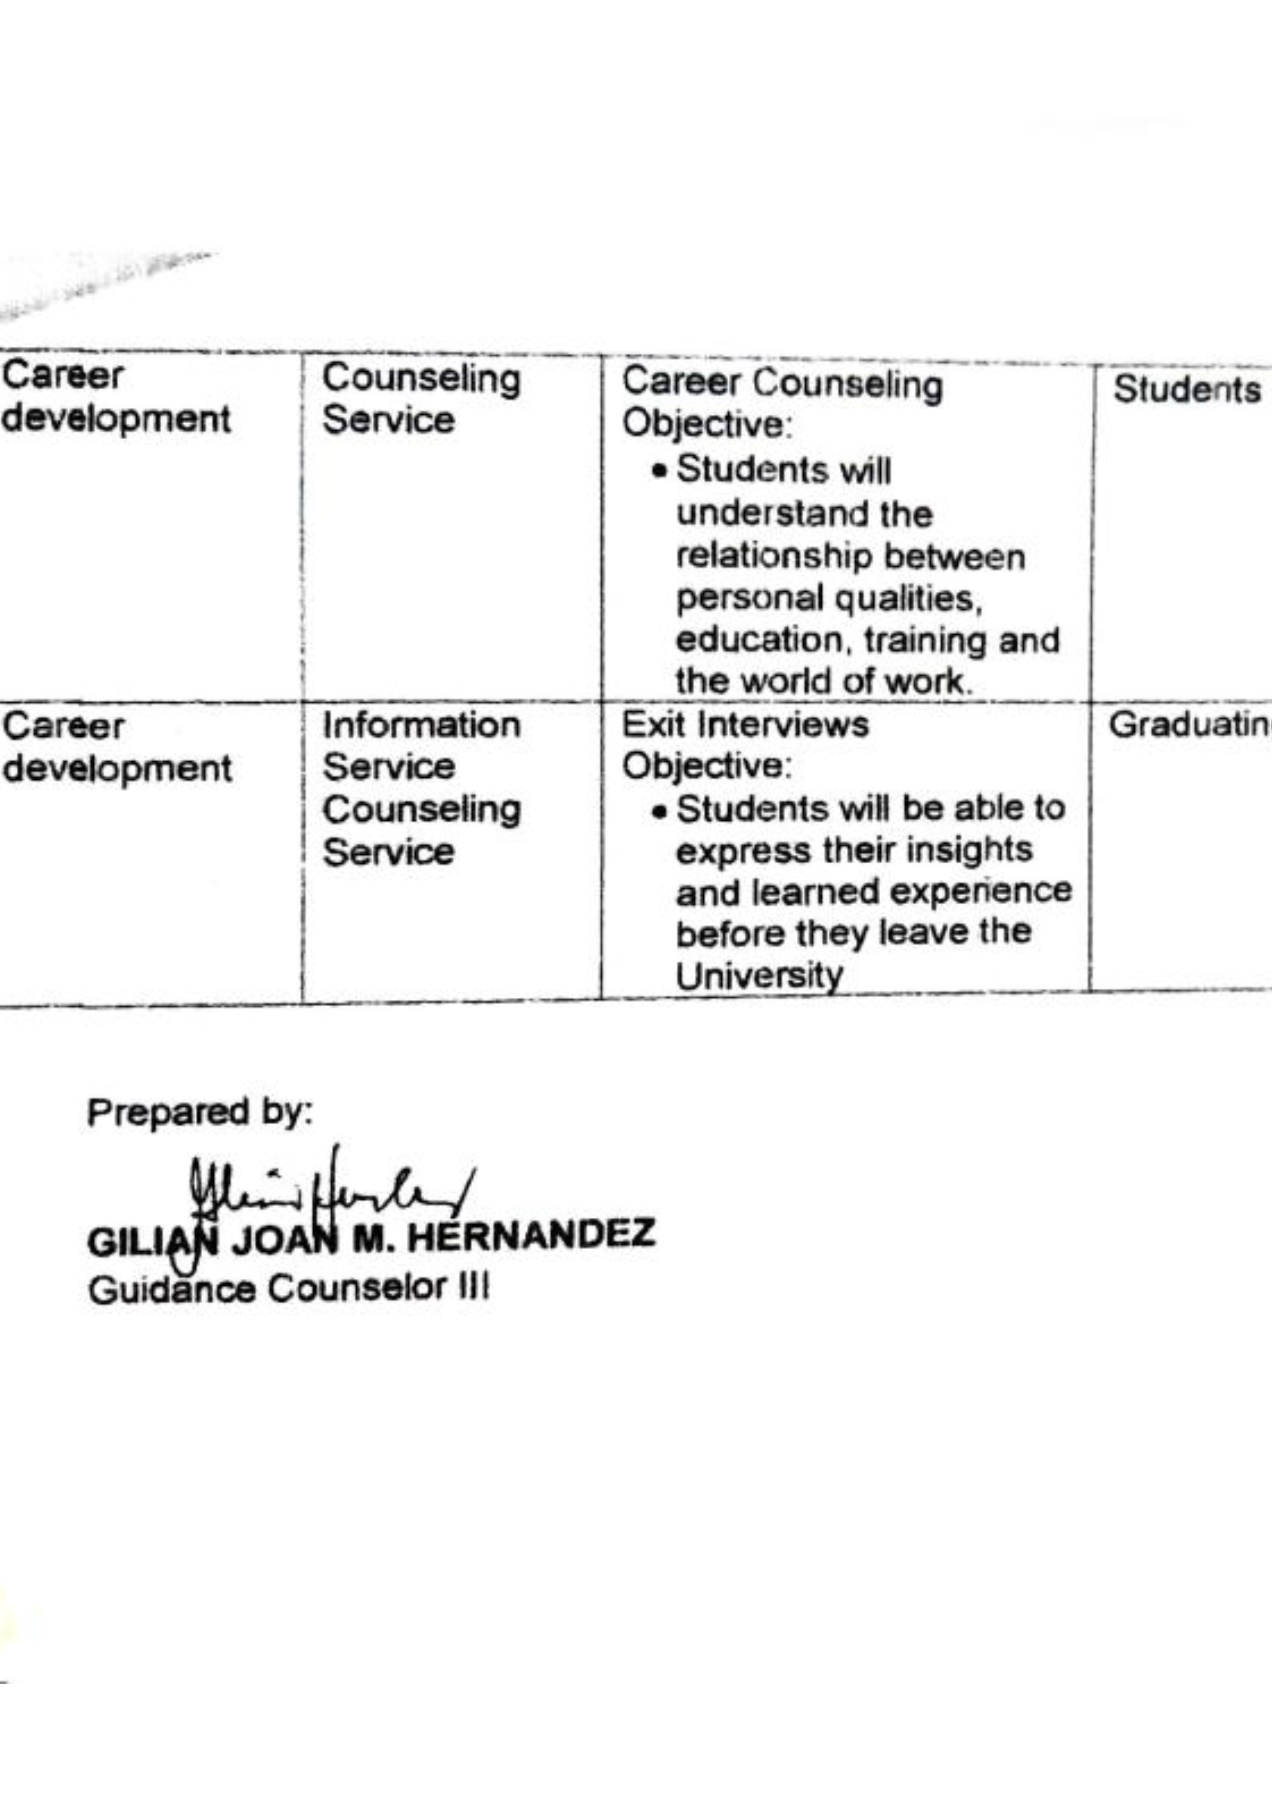 Career development
Counseling Service
Career Counseling
Objective:
• Students will
understand the
relationship between
personal qualities,
education, training and
the world of work.
Students
Career development
Information Service
Counseling Service
Exit Interviews
Objective:
• Students will be able to
express their insights
and learned experience
before they leave the
University
Graduatin
Prepared by:
GILIAN JOAN M. HERNANDEZ
Guidance Counselor III